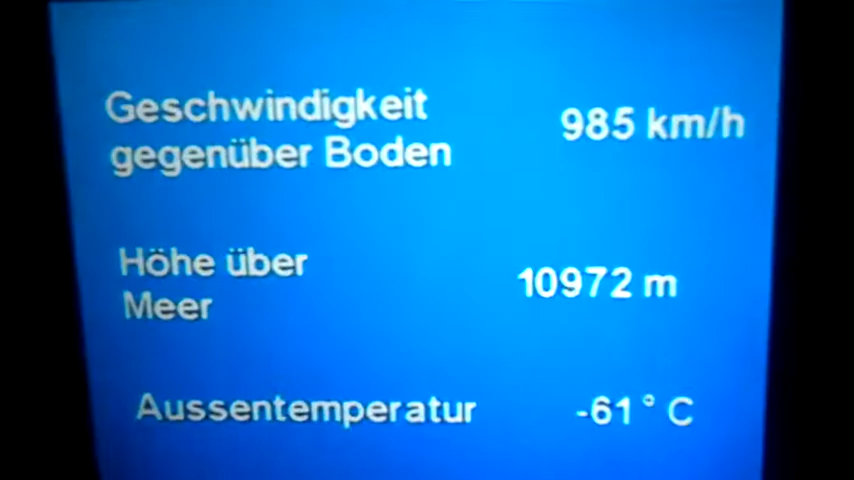 Geschwindigkeit
gegenüber Boden 985 km/h
Höhe über
Meer 10972 m
Aussentemperatur -61° C